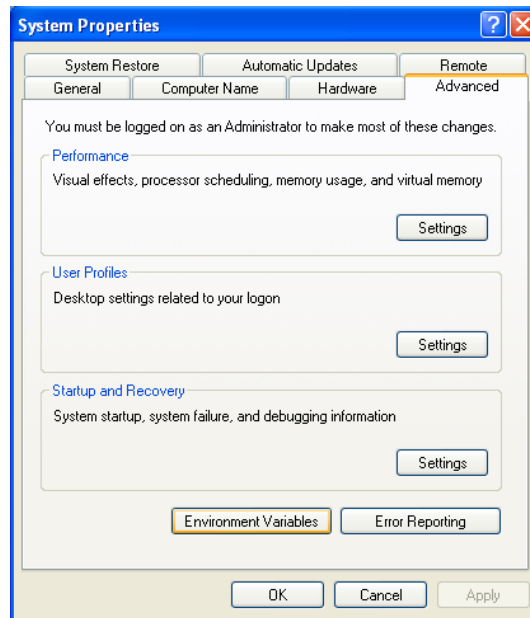 System Properties
System Restore Automatic Updates Remote
General Computer Name Hardware Advanced
You must be logged on as an Administrator to make most of these changes.
Performance
Visual effects, processor scheduling, memory usage, and virtual memory
Settings
User Profiles
Desktop settings related to your logon
Settings
Startup and Recovery
System startup, system failure, and debugging information
Settings
Environment Variables Error Reporting
OK Cancel Apply